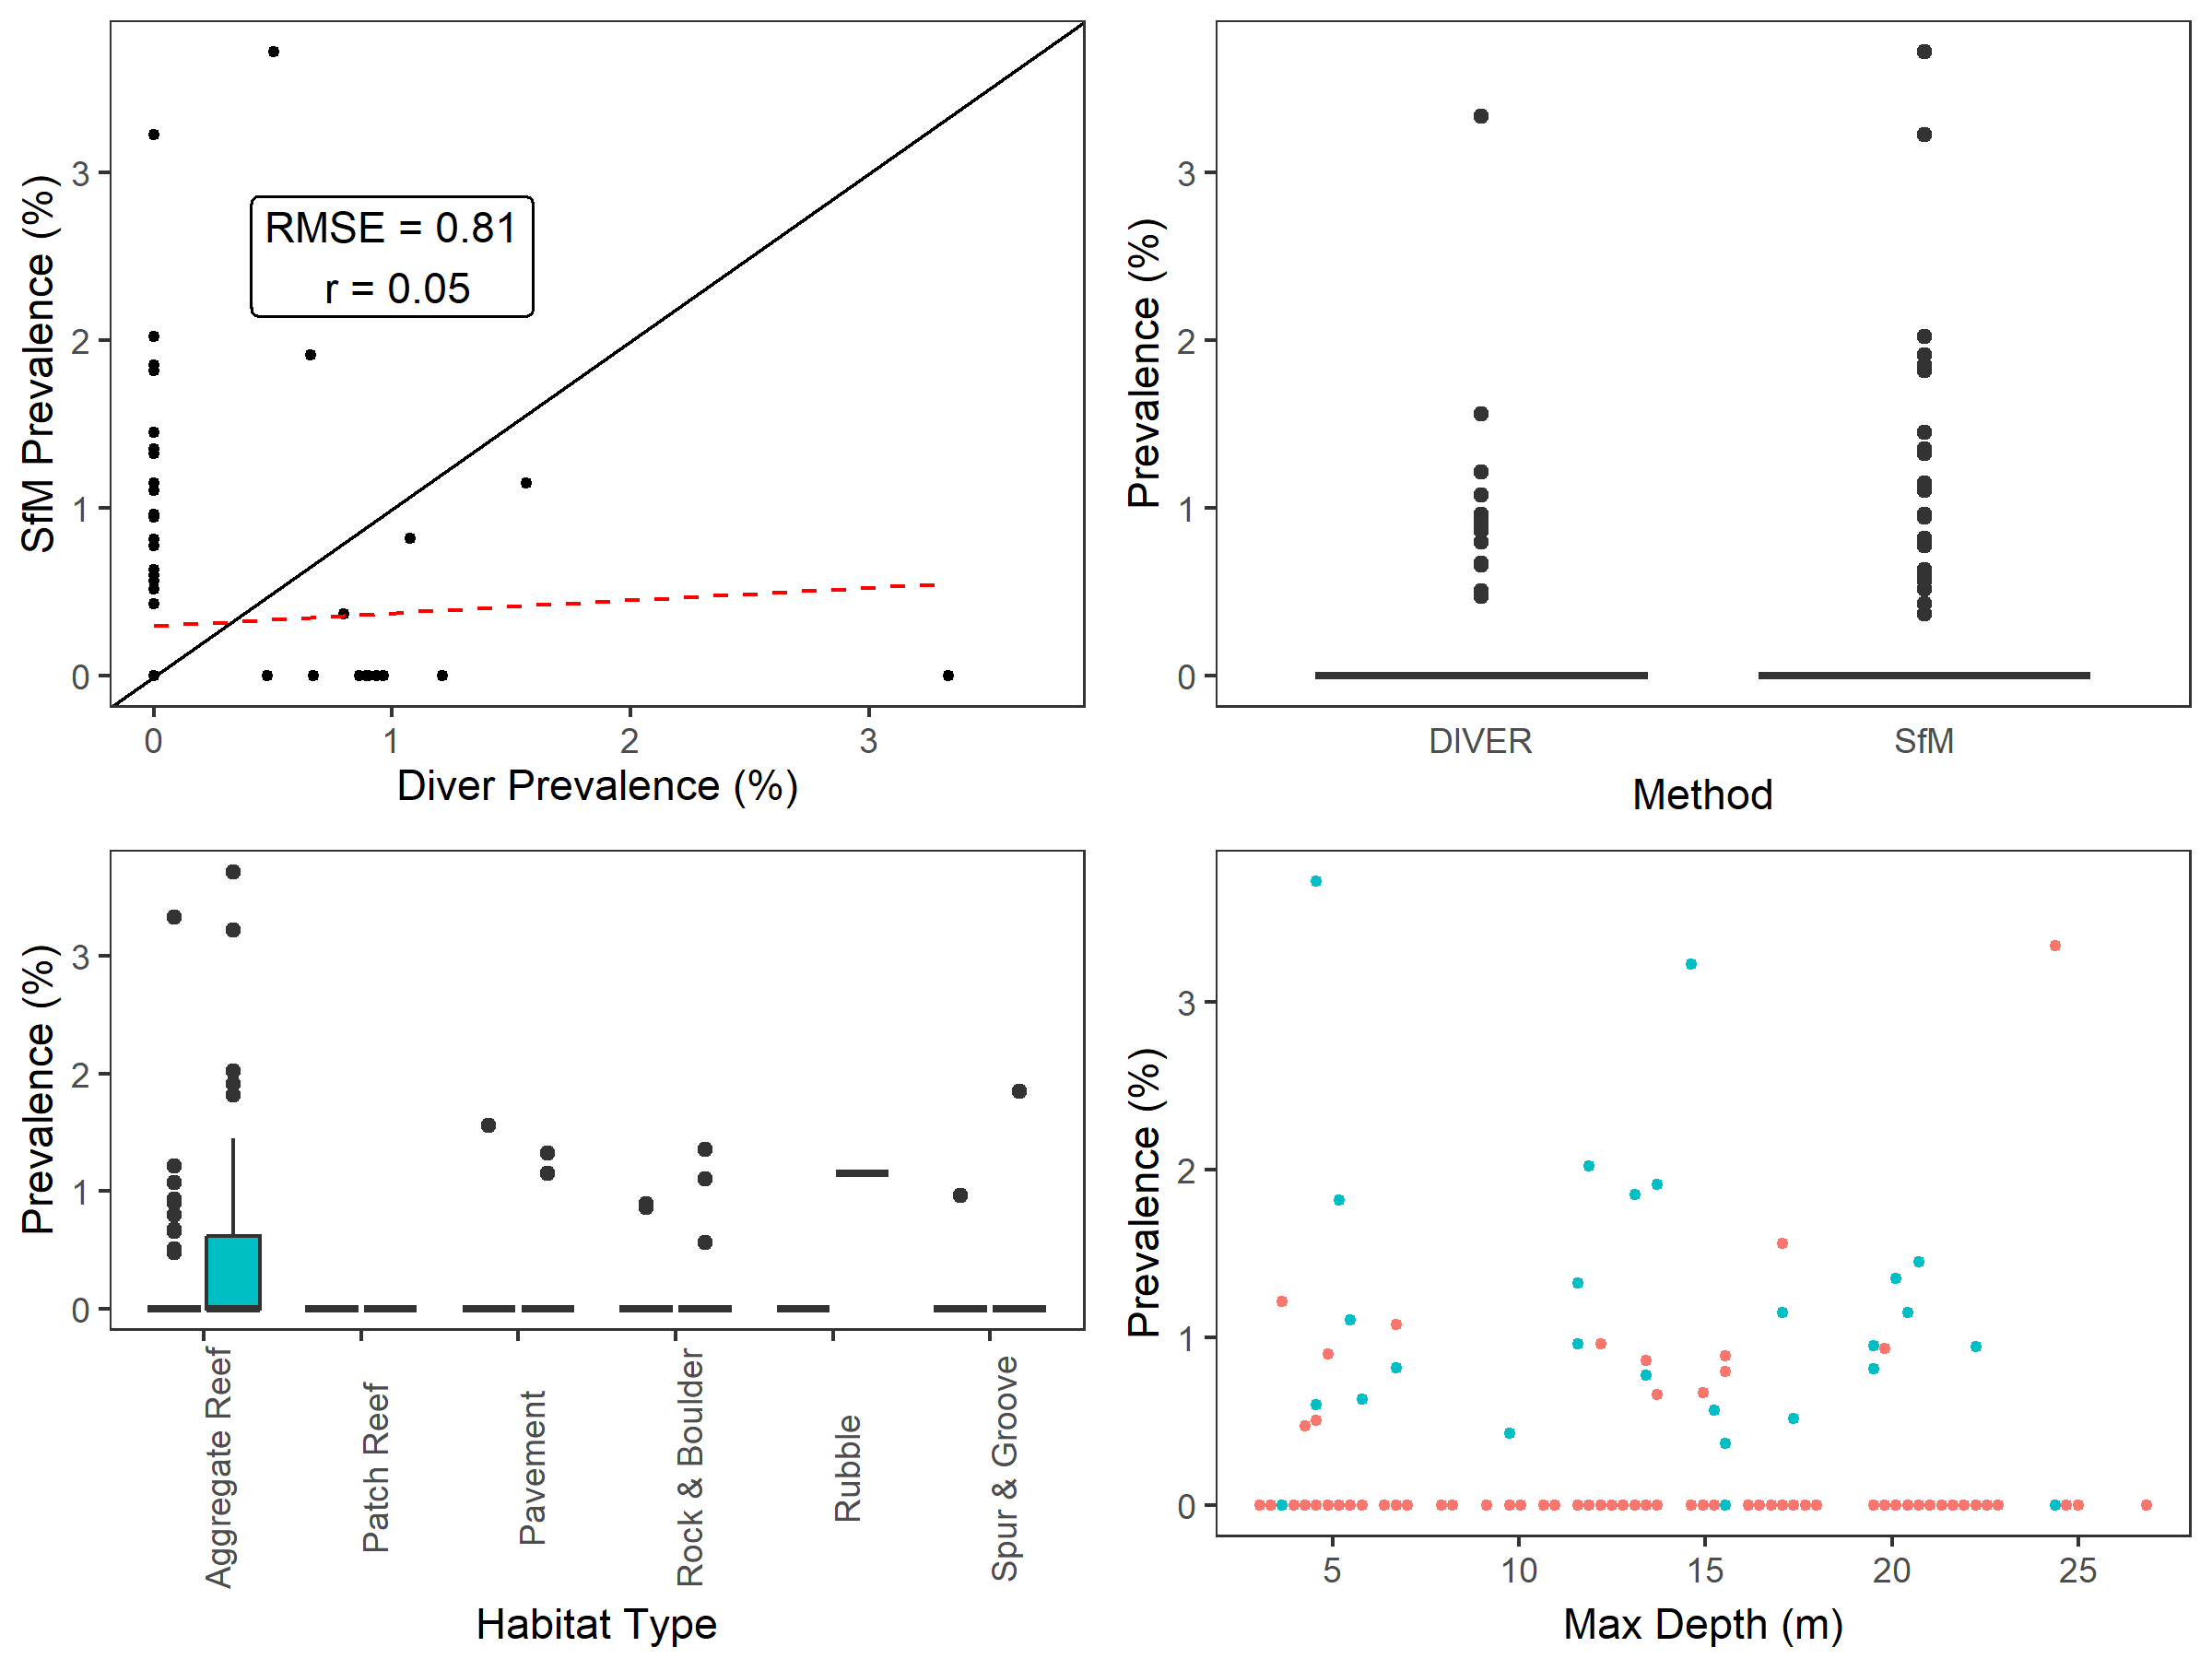 SfM Prevalence (%)
3
2
1
0
RMSE = 0.81
r = 0.05
0 1 2 3
Diver Prevalence (%)
Prevalence (%)
3
2
1
0
DIVER SfM
Method
Prevalence (%)
3
2
1
0
Aggregate Reef
Patch Reef
Pavement
Rock & Boulder
Rubble
Spur & Groove
Habitat Type
Prevalence (%)
3
2
1
0
5 10 15 20 25
Max Depth (m)